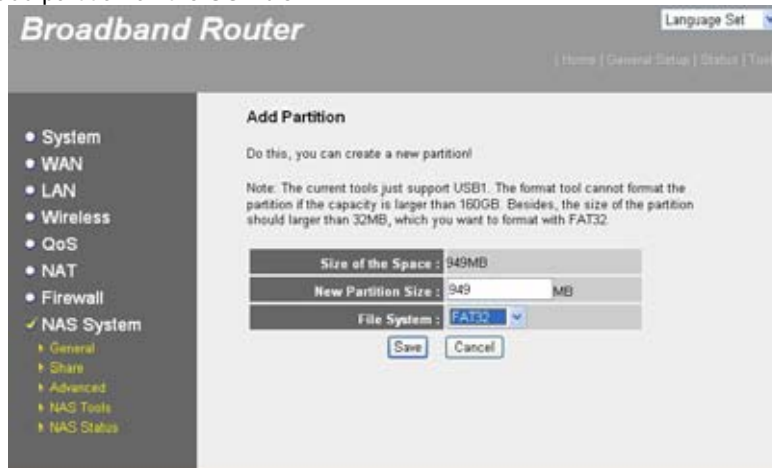 Broadband Router
Language Set
| Home | General Setup | Status |
Add Partition
Do this, you can create a new partition!
Note: The current tools just support USB1. The format tool cannot format the
partition if the capacity is larger than 160GB. Besides, the size of the partition
should larger than 32MB, which you want to format with FAT32.
System
WAN
LAN
Wireless
QoS
NAT
Firewall
NAS System
General
Share
Advanced
NAS Tools
NAS Status
Size of the Space : 949MB
New Partition Size : 949 MB
File System : FAT32
Save Cancel